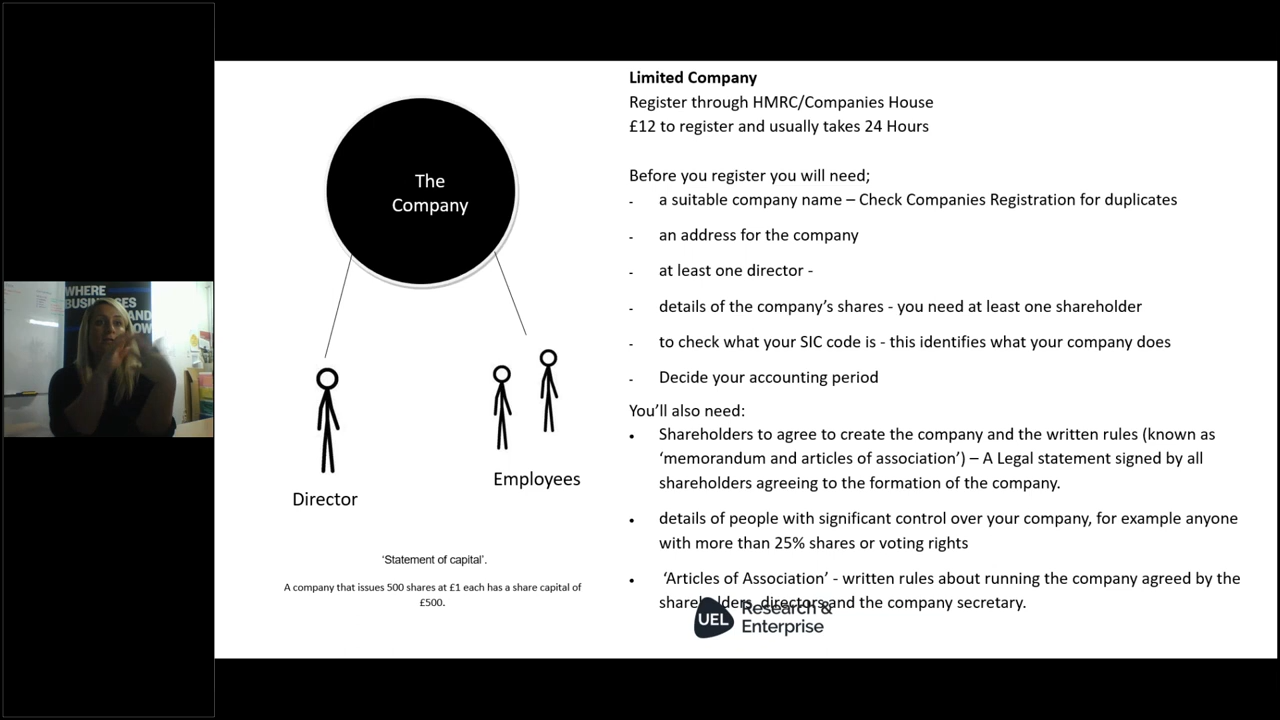 WHERE
BUSINESSES
AND
The
Company
Director
Employees
‘Statement of capital’.
A company that issues 500 shares at £1 each has a share capital of
£500.
Limited Company
Register through HMRC/Companies House
£12 to register and usually takes 24 Hours
Before you register you will need;
- a suitable company name – Check Companies Registration for duplicates
- an address for the company
- at least one director -
- details of the company’s shares - you need at least one shareholder
- to check what your SIC code is - this identifies what your company does
- Decide your accounting period
You’ll also need:
• Shareholders to agree to create the company and the written rules (known as
‘memorandum and articles of association’) – A Legal statement signed by all
shareholders agreeing to the formation of the company.
• details of people with significant control over your company, for example anyone
with more than 25% shares or voting rights
• ‘Articles of Association’ - written rules about running the company agreed by the
shareholders, directors and the company secretary.
UEL Research &
Enterprise